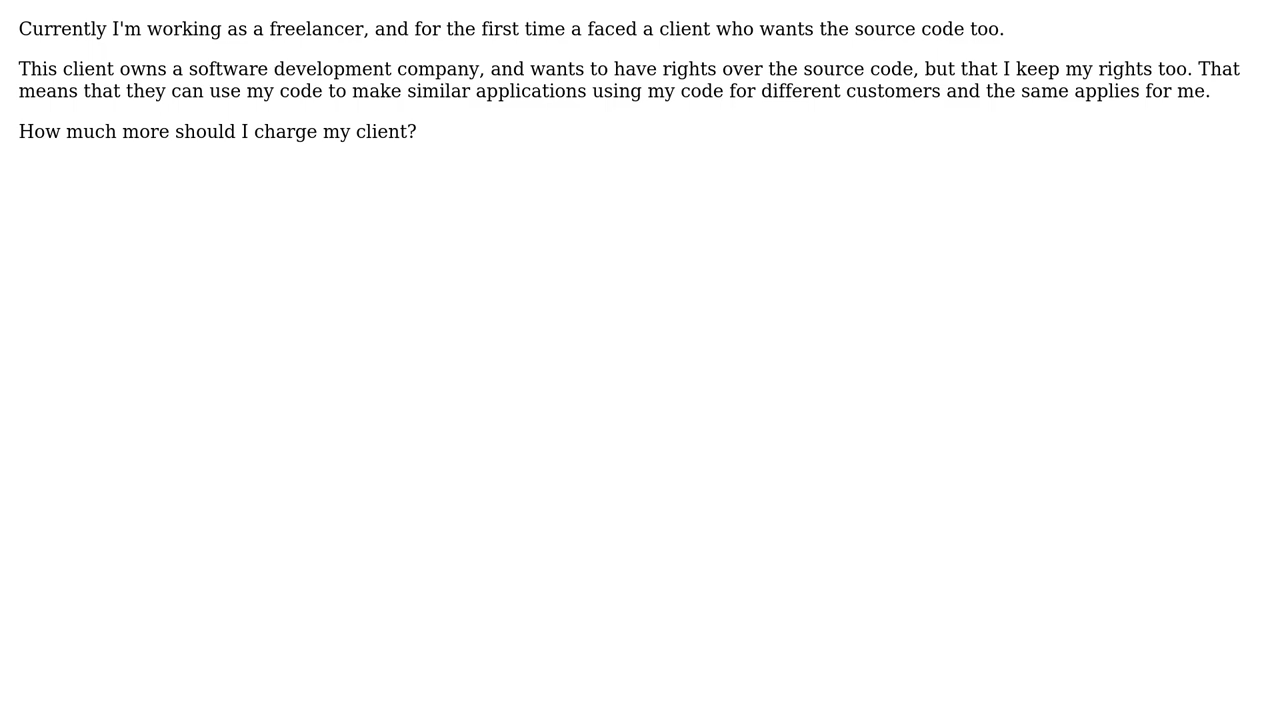 Currently I'm working as a freelancer, and for the first time a faced a client who wants the source code too.
This client owns a software development company, and wants to have rights over the source code, but that I keep my rights too. That
means that they can use my code to make similar applications using my code for different customers and the same applies for me.
How much more should I charge my client?